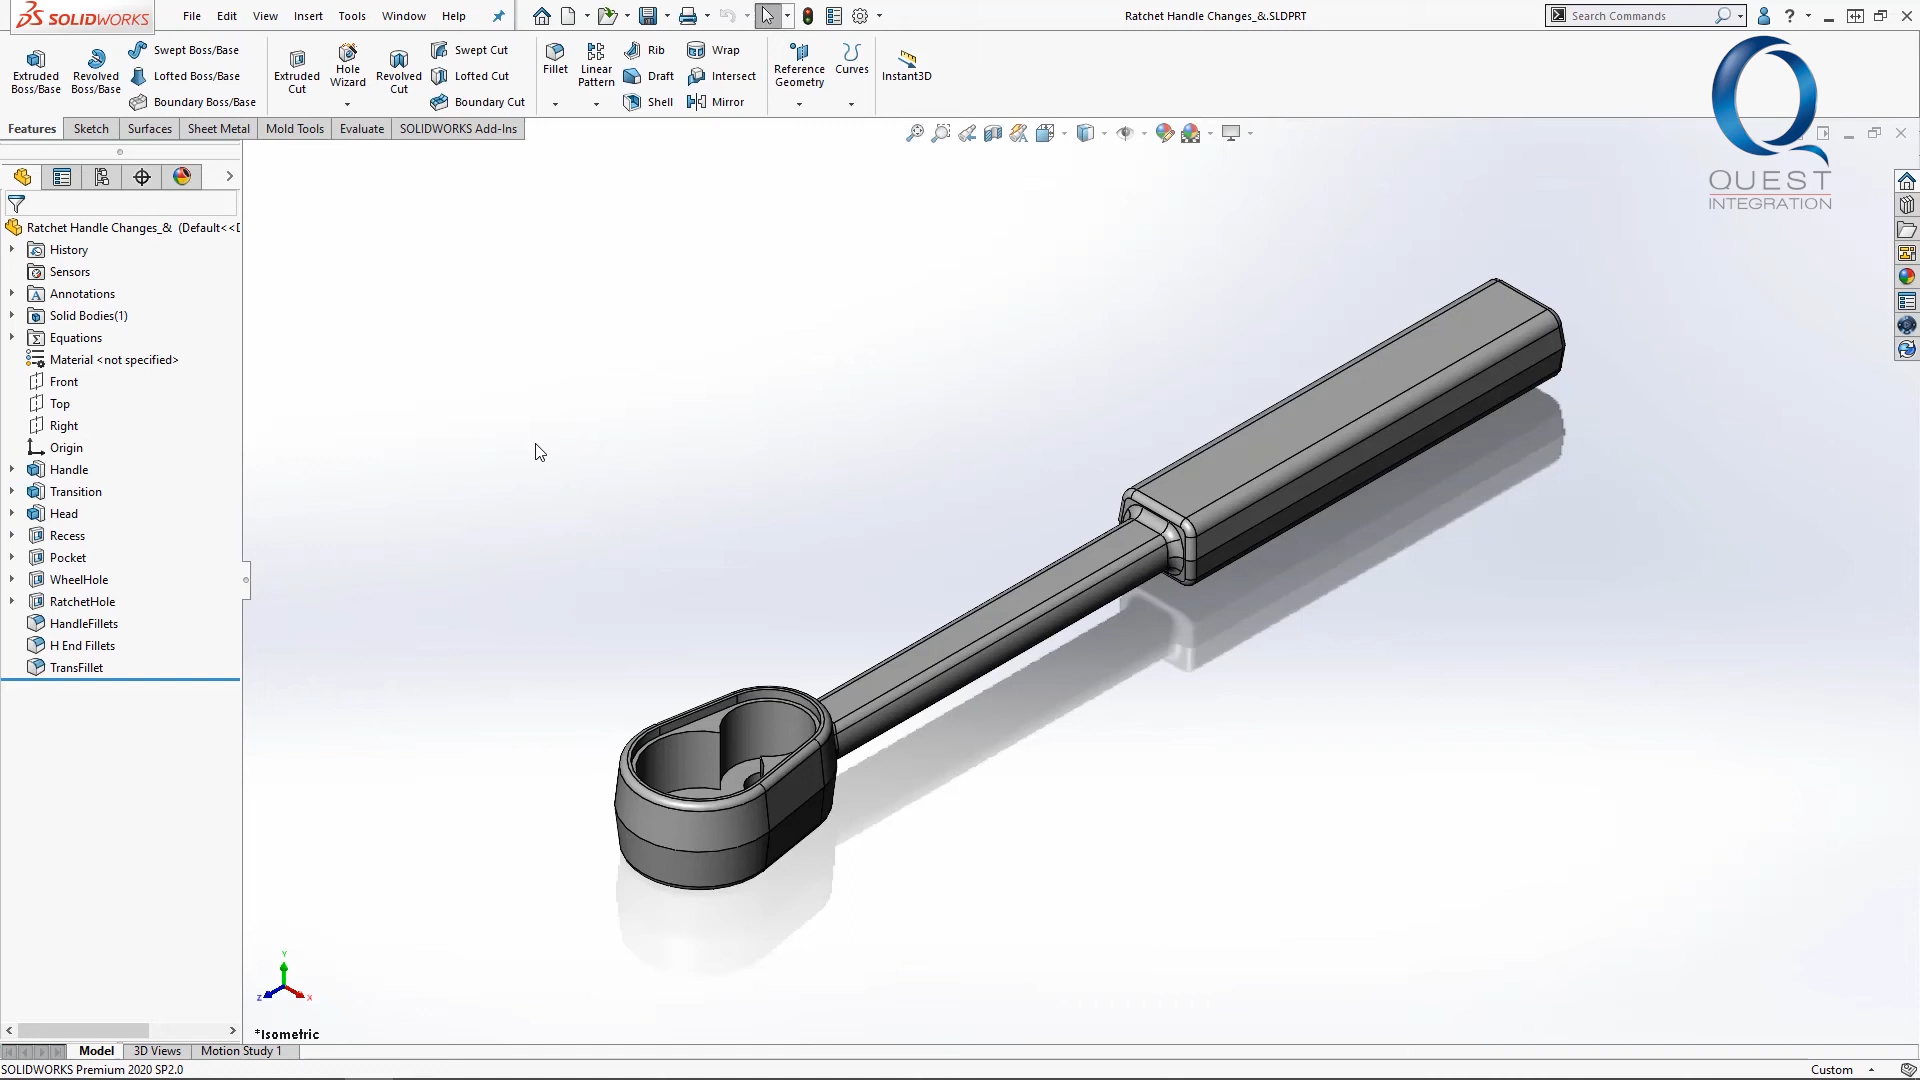 SOLIDWORKS
File Edit View Insert Tools Window Help
Ratchet Handle Changes_&.SLDPRT
Search Commands
Extruded Boss/Base
Revolved Boss/Base
Swept Boss/Base
Lofted Boss/Base
Boundary Boss/Base
Extruded Cut
Hole Wizard
Revolved Cut
Swept Cut
Lofted Cut
Boundary Cut
Fillet
Linear Pattern
Rib
Draft
Shell
Wrap
Intersect
Mirror
Reference Geometry
Curves
Instant3D
Features Sketch Surfaces Sheet Metal Mold Tools Evaluate SOLIDWORKS Add-Ins
QUEST
INTEGRATION
Ratchet Handle Changes_& (Default<<D
History
Sensors
Annotations
Solid Bodies(1)
Equations
Material <not specified>
Front
Top
Right
Origin
Handle
Transition
Head
Recess
Pocket
WheelHole
RatchetHole
HandleFillets
H End Fillets
TransFillet
Y
Z X
*Isometric
Model 3D Views Motion Study 1
SOLIDWORKS Premium 2020 SP2.0
Custom